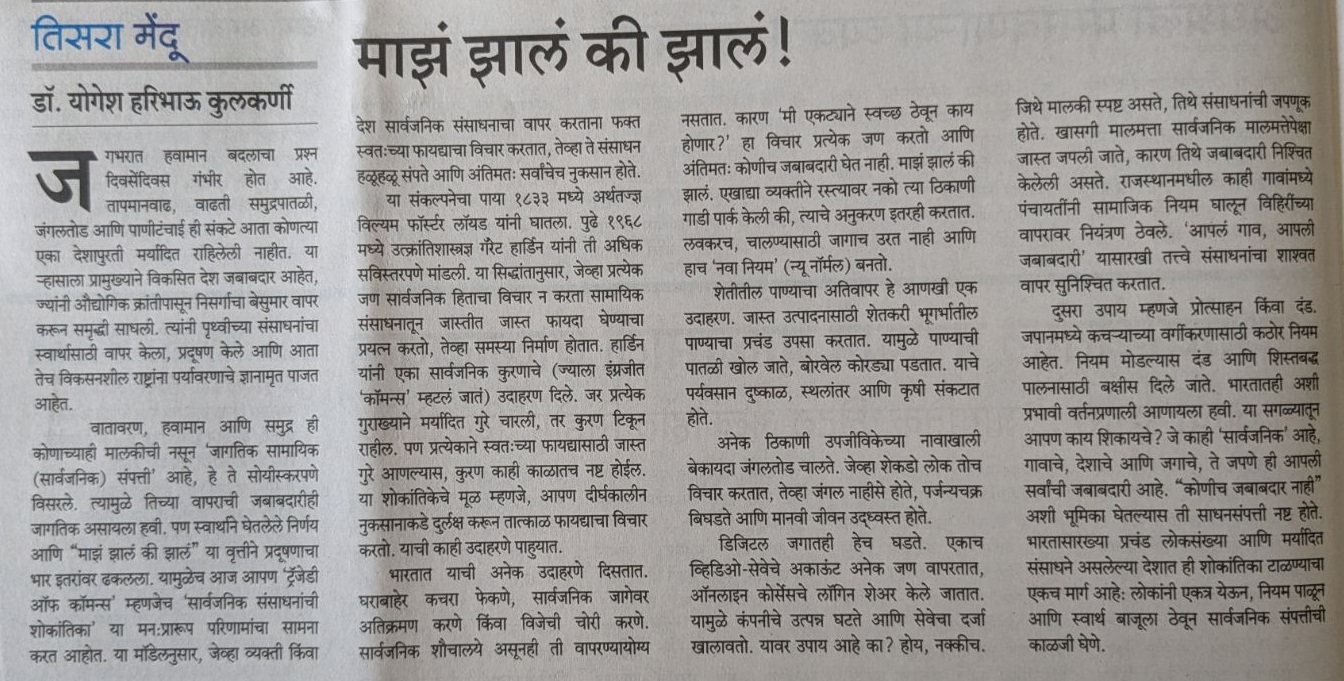 तिसरा मेंदू
डॉ. योगेश हरिभाऊ कुलकर्णी
माझं झालं की झालं!
जगभरात हवामान बदलाचा प्रश्न
दिवसेंदिवस गंभीर होत आहे.
तापमानवाढ, वाढती समुद्रपातळी,
जंगलतोड आणि पाणीटंचाई ही संकटे आता कोणत्या
एका देशापुरती मर्यादित राहिलेली नाहीत. या
ऱ्हासाला प्रामुख्याने विकसित देश जबाबदार आहेत,
ज्यांनी औद्योगिक क्रांतीपासून निसर्गाचा बेसुमार वापर
करून समृद्धी साधली. त्यांनी पृथ्वीच्या संसाधनांचा
स्वार्थासाठी वापर केला, प्रदूषण केले आणि आता
तेच विकसनशील राष्ट्रांना पर्यावरणाचे ज्ञानामृत पाजत
आहेत.
वातावरण, हवामान आणि समुद्र ही
कोणाच्याही मालकीची नसून 'जागतिक सामायिक
(सार्वजनिक) संपत्ती' आहे, हे ते सोयीस्करपणे
विसरले. त्यामुळे तिच्या वापराची जबाबदारीही
जागतिक असायला हवी. पण स्वार्थाने घेतलेले निर्णय
आणि “माझं झालं की झालं” या वृत्तीने प्रदूषणाचा
भार इतरांवर ढकलला. यामुळेच आज आपण 'ट्रॅजेडी
ऑफ कॉमन्स' म्हणजेच 'सार्वजनिक संसाधनांची
शोकांतिका' या मन:प्रारूप परिणामांचा सामना
करत आहोत. या मॉडेलनुसार, जेव्हा व्यक्ती किंवा
देश सार्वजनिक संसाधनाचा वापर करताना फक्त
स्वत:च्या फायद्याचा विचार करतात, तेव्हा ते संसाधन
हळूहळू संपते आणि अंतिमत: सर्वांचेच नुकसान होते.
या संकल्पनेचा पाया १८३३ मध्ये अर्थतज्ज्ञ
विल्यम फॉर्स्टर लॉयड यांनी घातला. पुढे १९६८
मध्ये उत्क्रांतिशास्त्रज्ञ गॅरेट हार्डिन यांनी ती अधिक
सविस्तरपणे मांडली. या सिद्धांतानुसार, जेव्हा प्रत्येक
जण सार्वजनिक हिताचा विचार न करता सामायिक
संसाधनातून जास्तीत जास्त फायदा घेण्याचा
प्रयत्न करतो, तेव्हा समस्या निर्माण होतात. हार्डिन
यांनी एका सार्वजनिक कुरणाचे (ज्याला इंग्रजीत
'कॉमन्स' म्हटलं जातं) उदाहरण दिले. जर प्रत्येक
गुराख्याने मर्यादित गुरे चारली, तर कुरण टिकून
राहील. पण प्रत्येकाने स्वत:च्या फायद्यासाठी जास्त
गुरे आणल्यास, कुरण काही काळातच नष्ट होईल.
या शोकांतिकेचे मूळ म्हणजे, आपण दीर्घकालीन
नुकसानाकडे दुर्लक्ष करून तात्काळ फायद्याचा विचार
करतो. याची काही उदाहरणे पाहूयात.
भारतात याची अनेक उदाहरणे दिसतात.
घराबाहेर कचरा फेकणे, सार्वजनिक जागेवर
अतिक्रमण करणे किंवा विजेची चोरी करणे.
सार्वजनिक शौचालये असूनही ती वापरण्यायोग्य
नसतात. कारण 'मी एकट्याने स्वच्छ ठेवून काय
होणार?' हा विचार प्रत्येक जण करतो आणि
अंतिमत: कोणीच जबाबदारी घेत नाही. माझं झालं की
झालं. एखाद्या व्यक्तीने रस्त्यावर नको त्या ठिकाणी
गाडी पार्क केली की, त्याचे अनुकरण इतरही करतात.
लवकरच, चालण्यासाठी जागाच उरत नाही आणि
हाच 'नवा नियम' (न्यू नॉर्मल) बनतो.
शेतीतील पाण्याचा अतिवापर हे आणखी एक
उदाहरण. जास्त उत्पादनासाठी शेतकरी भूगर्भातील
पाण्याचा प्रचंड उपसा करतात. यामुळे पाण्याची
पातळी खोल जाते, बोरवेल कोरड्या पडतात. याचे
पर्यवसान दुष्काळ, स्थलांतर आणि कृषी संकटात
होते.
अनेक ठिकाणी उपजीविकेच्या नावाखाली
बेकायदा जंगलतोड चालते. जेव्हा शेकडो लोक तोच
विचार करतात, तेव्हा जंगल नाहीसे होते, पर्जन्यचक्र
बिघडते आणि मानवी जीवन उद्ध्वस्त होते.
डिजिटल जगातही हेच घडते. एकाच
व्हिडिओ-सेवेचे अकाऊंट अनेक जण वापरतात,
ऑनलाइन कोर्सेसचे लॉगिन शेअर केले जातात.
यामुळे कंपनीचे उत्पन्न घटते आणि सेवेचा दर्जा
खालावतो. यावर उपाय आहे का? होय, नक्कीच.
जिथे मालकी स्पष्ट असते, तिथे संसाधनांची जपणूक
होते. खासगी मालमत्ता सार्वजनिक मालमत्तेपेक्षा
जास्त जपली जाते, कारण तिथे जबाबदारी निश्चित
केलेली असते. राजस्थानमधील काही गावांमध्ये
पंचायतींनी सामाजिक नियम घालून विहिरींच्या
वापरावर नियंत्रण ठेवले. 'आपलं गाव, आपली
जबाबदारी' यासारखी तत्त्वे संसाधनांचा शाश्वत
वापर सुनिश्चित करतात.
दुसरा उपाय म्हणजे प्रोत्साहन किंवा दंड.
जपानमध्ये कचऱ्याच्या वर्गीकरणासाठी कठोर नियम
आहेत. नियम मोडल्यास दंड आणि शिस्तबद्ध
पालनासाठी बक्षीस दिले जाते. भारतातही अशी
प्रभावी वर्तनप्रणाली आणायला हवी. या सगळ्यातून
आपण काय शिकायचे? जे काही 'सार्वजनिक' आहे,
गावाचे, देशाचे आणि जगाचे, ते जपणे ही आपली
सर्वांची जबाबदारी आहे. “कोणीच जबाबदार नाही”
अशी भूमिका घेतल्यास ती साधनसंपत्ती नष्ट होते.
भारतासारख्या प्रचंड लोकसंख्या आणि मर्यादित
संसाधने असलेल्या देशात ही शोकांतिका टाळण्याचा
एकच मार्ग आहे: लोकांनी एकत्र येऊन, नियम पाळून
आणि स्वार्थ बाजूला ठेवून सार्वजनिक संपत्तीची
काळजी घेणे.